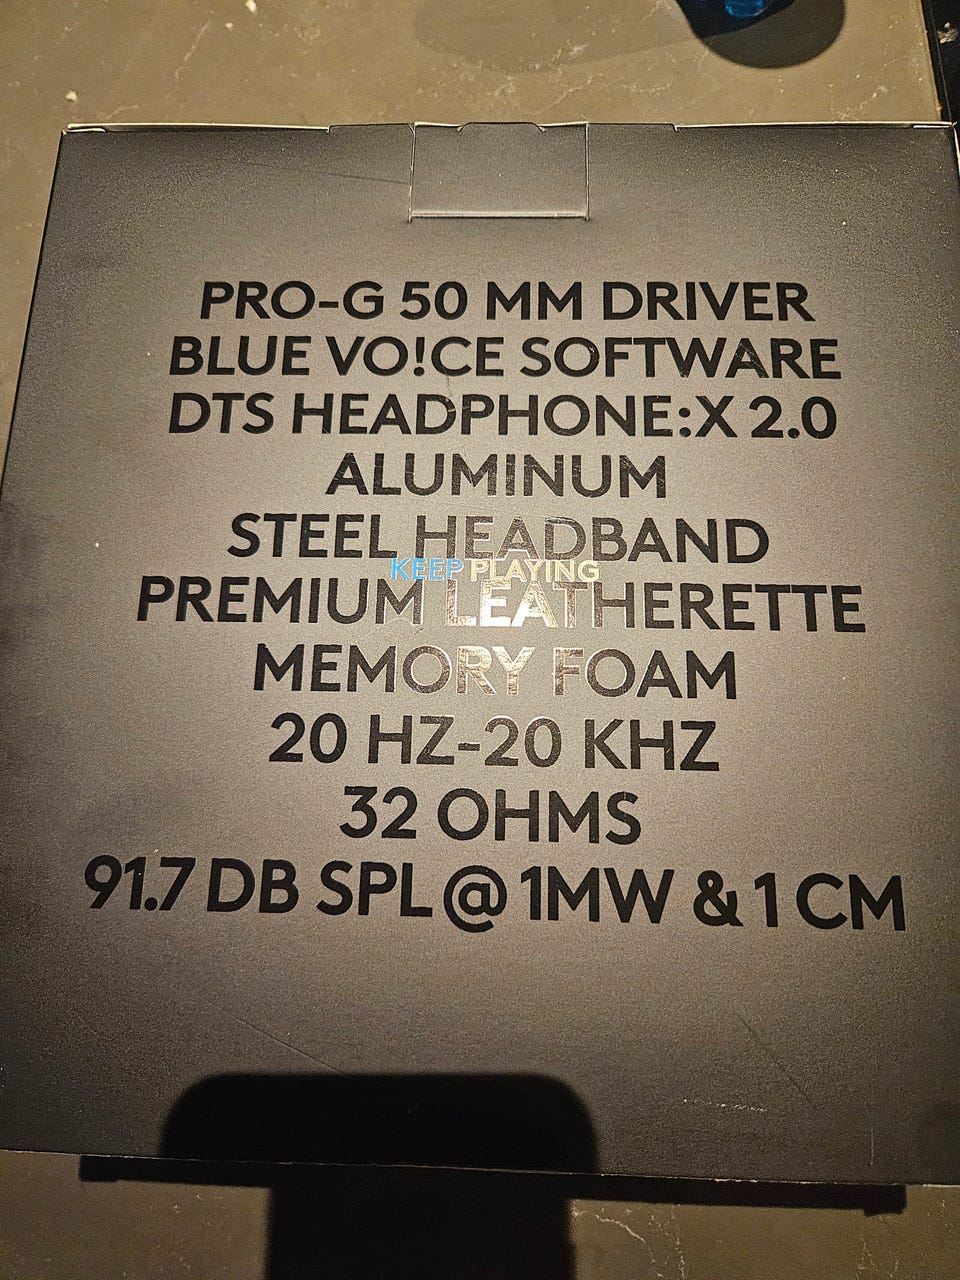 PRO-G 50 MM DRIVER
BLUE VO!CE SOFTWARE
DTS HEADPHONE:X 2.0
ALUMINUM
STEEL HEADBAND
KEEP PLAYING
PREMIUM LEATHERETTE
MEMORY FOAM
20 HZ-20 KHZ
32 OHMS
91.7 DB SPL @ 1MW & 1 CM